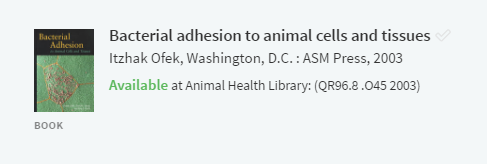 Bacterial adhesion to animal cells and tissues
Itzhak Ofek, Washington, D.C. : ASM Press, 2003
Available at Animal Health Library: (QR96.8 .O45 2003)
Bacterial
Adhesion
BOOK